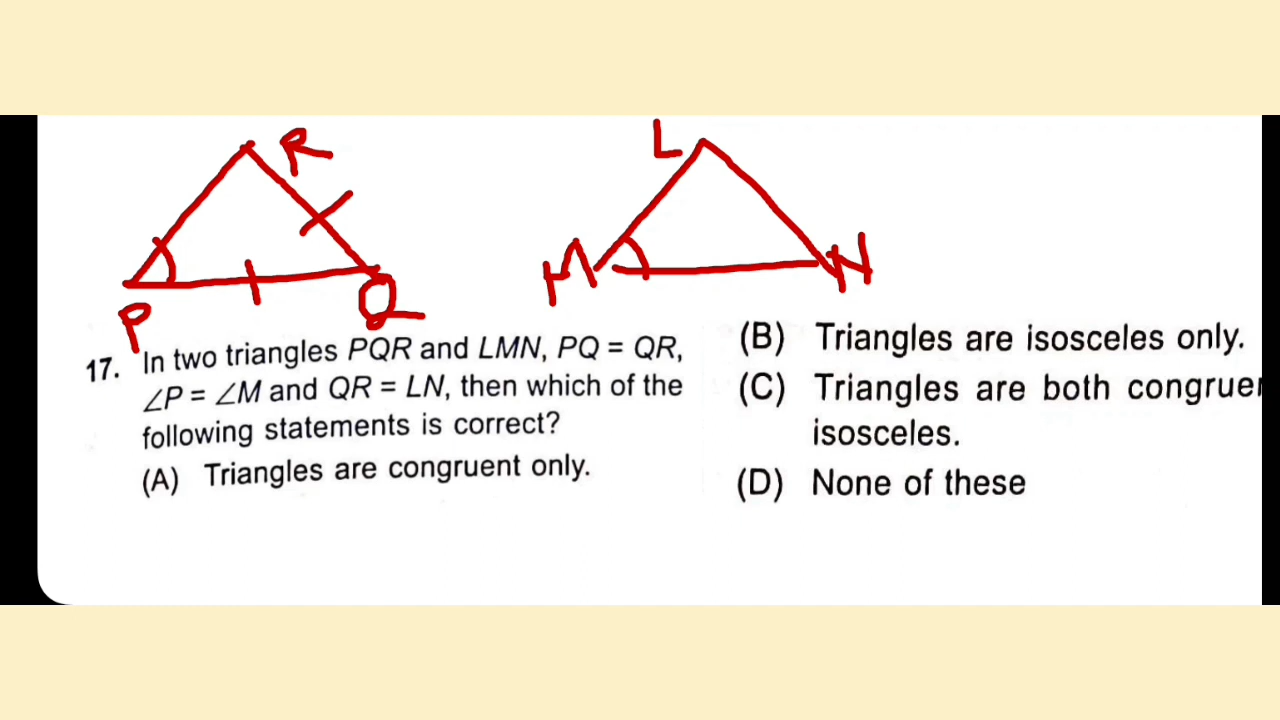 R
L
P
Q
M
N
17. In two triangles PQR and LMN, PQ = QR,
∠P = ∠M and QR = LN, then which of the
following statements is correct?
(A) Triangles are congruent only.
(B) Triangles are isosceles only.
(C) Triangles are both congruer
isosceles.
(D) None of these